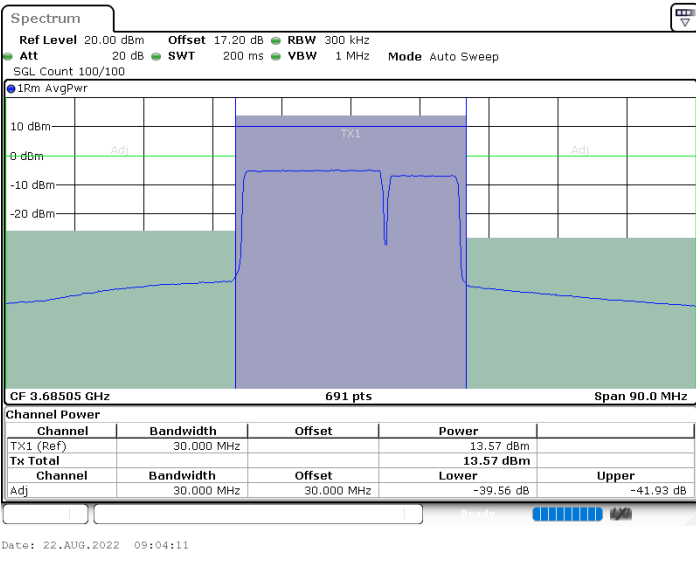 Spectrum
Ref Level 20.00 dBm Offset 17.20 dB RBW 300 kHz
Att 20 dB SWT 200 ms VBW 1 MHz Mode Auto Sweep
SGL Count 100/100
1Rm AvgPwr
10 dBm
TX1
Adj Adj
0 dBm
-10 dBm
-20 dBm
CF 3.68505 GHz 691 pts Span 90.0 MHz
Channel Power
Channel Bandwidth Offset Power
TX1 (Ref) 30.000 MHz 13.57 dBm
Tx Total 13.57 dBm
Channel Bandwidth Offset Lower Upper
Adj 30.000 MHz 30.000 MHz -39.56 dB -41.93 dB
Ready
Date: 22.AUG.2022 09:04:11